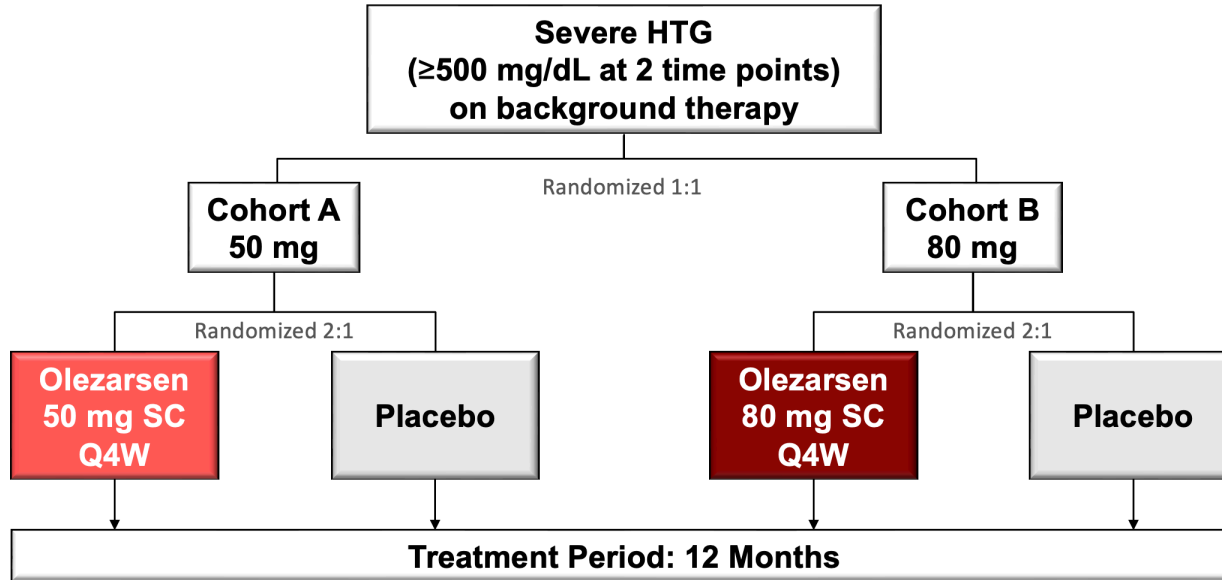 Severe HTG
(≥500 mg/dL at 2 time points)
on background therapy
Randomized 1:1
Cohort A
50 mg
Cohort B
80 mg
Randomized 2:1
Randomized 2:1
Olezarsen
50 mg SC
Q4W
Placebo
Olezarsen
80 mg SC
Q4W
Placebo
Treatment Period: 12 Months